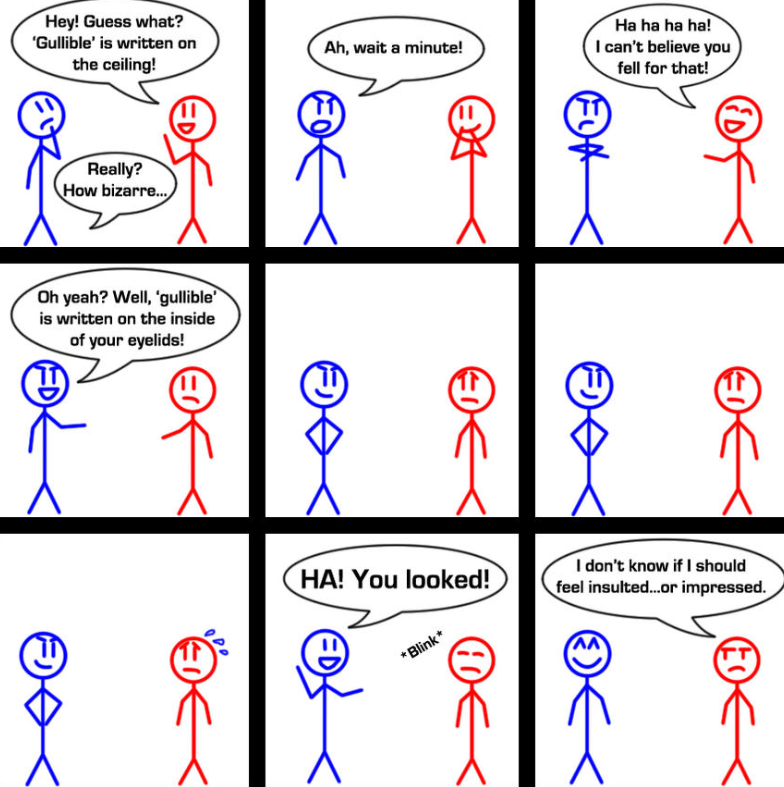 Hey! Guess what?
'Gullible' is written on
the ceiling!
Really?
How bizarre...
Ah, wait a minute!
Ha ha ha ha!
I can't believe you
fell for that!
Oh yeah? Well, 'gullible'
is written on the inside
of your eyelids!
HA! You looked!
*Blink*
I don't know if I should
feel insulted...or impressed.